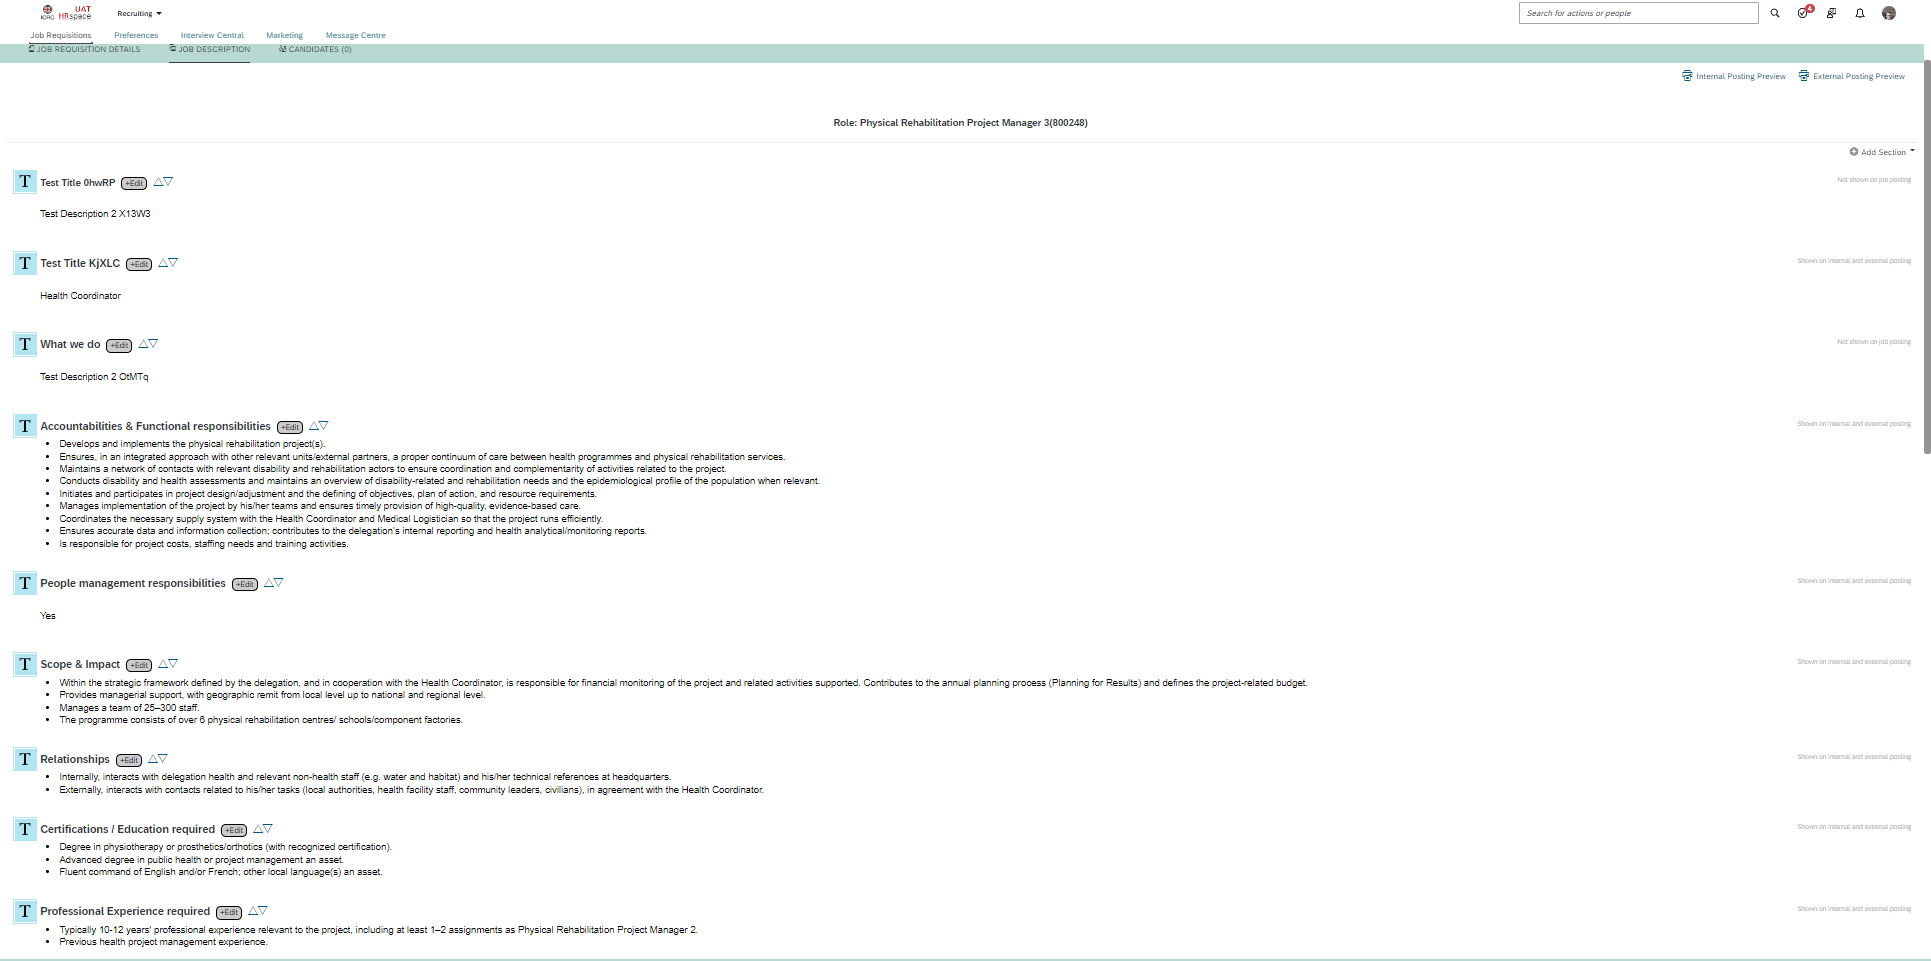 ICRC
UAT
HRspace
Recruiting
Search for actions or people
4
Job Requisitions
Preferences
Interview Central
Marketing
Message Centre
JOB REQUISITION DETAILS
JOB DESCRIPTION
CANDIDATES (0)
Internal Posting Preview
External Posting Preview
Role: Physical Rehabilitation Project Manager 3(800248)
Add Section
T Test Title 0hwRP +Edit
Not shown on job posting
Test Description 2 X13W3
T Test Title KjXLC +Edit
Shown on internal and external posting
Health Coordinator
T What we do +Edit
Not shown on job posting
Test Description 2 OtMTq
T Accountabilities & Functional responsibilities +Edit
Shown on internal and external posting
• Develops and implements the physical rehabilitation project(s).
• Ensures, in an integrated approach with other relevant units/external partners, a proper continuum of care between health programmes and physical rehabilitation services.
• Maintains a network of contacts with relevant disability and rehabilitation actors to ensure coordination and complementarity of activities related to the project.
• Conducts disability and health assessments and maintains an overview of disability-related and rehabilitation needs and the epidemiological profile of the population when relevant.
• Initiates and participates in project design/adjustment and the defining of objectives, plan of action, and resource requirements.
• Manages implementation of the project by his/her teams and ensures timely provision of high-quality, evidence-based care.
• Coordinates the necessary supply system with the Health Coordinator and Medical Logistician so that the project runs efficiently.
• Ensures accurate data and information collection; contributes to the delegation's internal reporting and health analytical/monitoring reports.
• Is responsible for project costs, staffing needs and training activities.
T People management responsibilities +Edit
Shown on internal and external posting
Yes
T Scope & Impact +Edit
Shown on internal and external posting
• Within the strategic framework defined by the delegation, and in cooperation with the Health Coordinator, is responsible for financial monitoring of the project and related activities supported. Contributes to the annual planning process (Planning for Results) and defines the project-related budget.
• Provides managerial support, with geographic remit from local level up to national and regional level.
• Manages a team of 25–300 staff.
• The programme consists of over 6 physical rehabilitation centres/ schools/component factories.
T Relationships +Edit
Shown on internal and external posting
• Internally, interacts with delegation health and relevant non-health staff (e.g. water and habitat) and his/her technical references at headquarters.
• Externally, interacts with contacts related to his/her tasks (local authorities, health facility staff, community leaders, civilians), in agreement with the Health Coordinator.
T Certifications / Education required +Edit
Shown on internal and external posting
• Degree in physiotherapy or prosthetics/orthotics (with recognized certification).
• Advanced degree in public health or project management an asset.
• Fluent command of English and/or French; other local language(s) an asset.
T Professional Experience required +Edit
Shown on internal and external posting
• Typically 10-12 years' professional experience relevant to the project, including at least 1–2 assignments as Physical Rehabilitation Project Manager 2.
• Previous health project management experience.